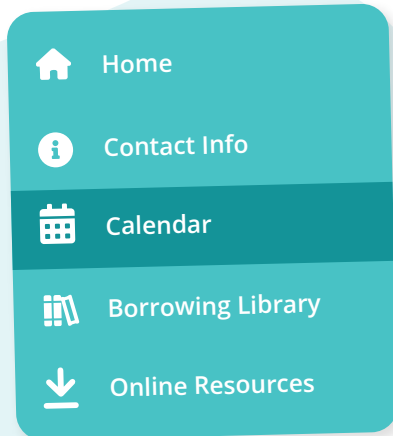 Home
Contact Info
Calendar
Borrowing Library
Online Resources